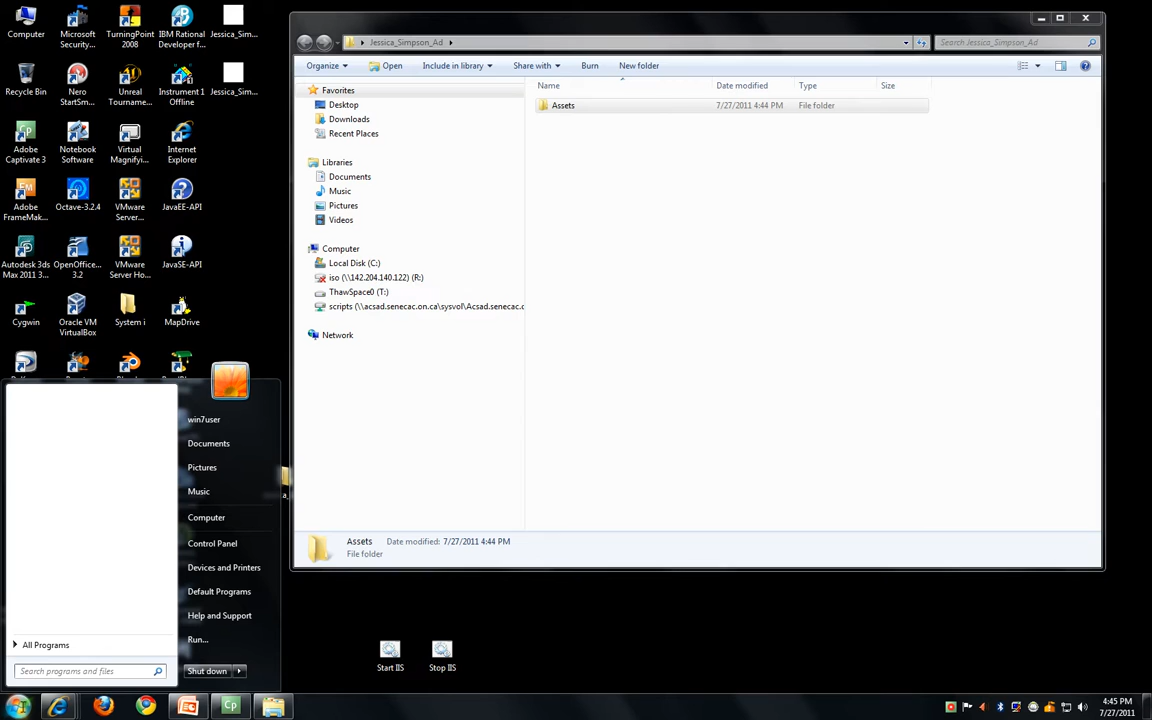 Computer
Microsoft Security...
TurningPoint 2008
IBM Rational Developer f...
Jessica_Sim...
Recycle Bin
Nero StartSm...
Unreal Tourname...
Instrument 1 Offline
Jessica_Sim...
Adobe Captivate 3
Notebook Software
Virtual Magnifyi...
Internet Explorer
Adobe FrameMak...
Octave-3.2.4
VMware Server...
JavaEE-API
Autodesk 3ds Max 2011 3...
OpenOffice... 3.2
VMware Server Ho...
JavaSE-API
Cygwin
Oracle VM VirtualBox
System i
MapDrive
win7user
Documents
Pictures
Music
Computer
Control Panel
Devices and Printers
Default Programs
Help and Support
Run...
All Programs
Search programs and files
Shut down
Jessica_Simpson_Ad
Search Jessica_Simpson_Ad
Organize
Open
Include in library
Share with
Burn
New folder
Favorites
Desktop
Downloads
Recent Places
Libraries
Documents
Music
Pictures
Videos
Computer
Local Disk (C:)
iso (\\142.204.140.122) (R:)
ThawSpace0 (T:)
scripts (\\acsad.senecac.on.ca\sysvol\Acsad.senecac.c
Network
Name
Date modified
Type
Size
Assets
7/27/2011 4:44 PM
File folder
Assets
Date modified: 7/27/2011 4:44 PM
File folder
Start IIS
Stop IIS
4:45 PM
7/27/2011